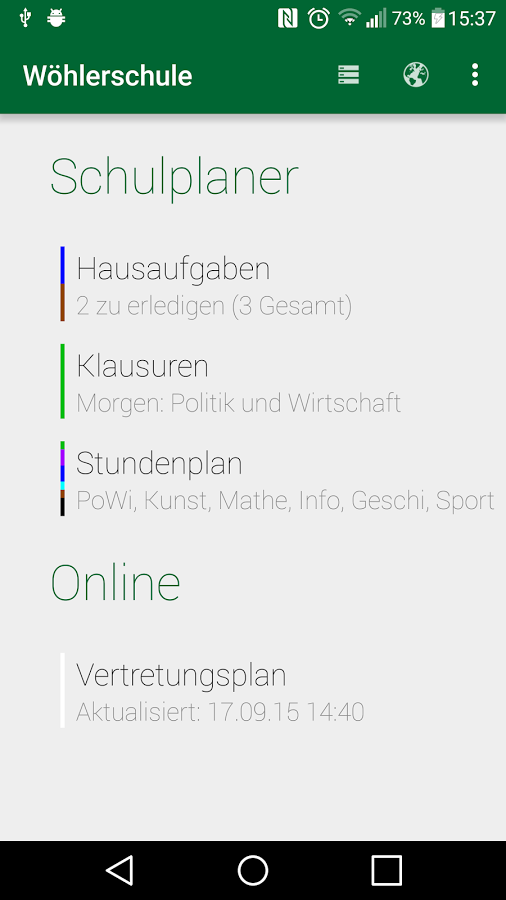 73% 15:37
Wöhlerschule
Schulplaner
Hausaufgaben
2 zu erledigen (3 Gesamt)
Klausuren
Morgen: Politik und Wirtschaft
Stundenplan
PoWi, Kunst, Mathe, Info, Geschi, Sport
Online
Vertretungsplan
Aktualisiert: 17.09.15 14:40